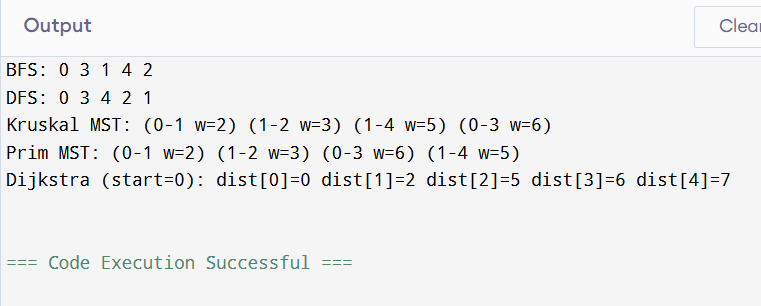 Output
Clear
BFS: 0 3 1 4 2
DFS: 0 3 4 2 1
Kruskal MST: (0-1 w=2) (1-2 w=3) (1-4 w=5) (0-3 w=6)
Prim MST: (0-1 w=2) (1-2 w=3) (0-3 w=6) (1-4 w=5)
Dijkstra (start=0): dist[0]=0 dist[1]=2 dist[2]=5 dist[3]=6 dist[4]=7
=== Code Execution Successful ===